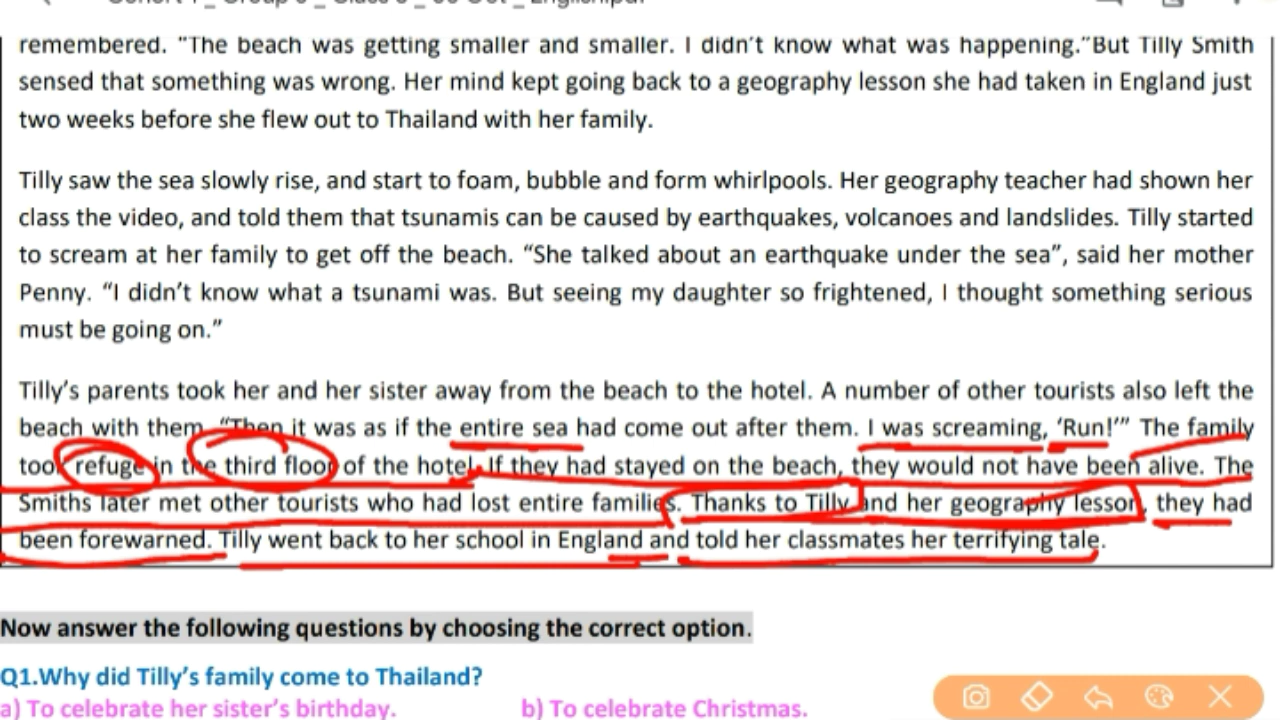 remembered. “The beach was getting smaller and smaller. I didn’t know what was happening.”But Tilly Smith
sensed that something was wrong. Her mind kept going back to a geography lesson she had taken in England just
two weeks before she flew out to Thailand with her family.
Tilly saw the sea slowly rise, and start to foam, bubble and form whirlpools. Her geography teacher had shown her
class the video, and told them that tsunamis can be caused by earthquakes, volcanoes and landslides. Tilly started
to scream at her family to get off the beach. “She talked about an earthquake under the sea”, said her mother
Penny. “I didn’t know what a tsunami was. But seeing my daughter so frightened, I thought something serious
must be going on.”
Tilly’s parents took her and her sister away from the beach to the hotel. A number of other tourists also left the
beach with them. “Then it was as if the entire sea had come out after them. I was screaming, ‘Run!’” The family
took refuge in the third floor of the hotel. If they had stayed on the beach, they would not have been alive. The
Smiths later met other tourists who had lost entire families. Thanks to Tilly and her geography lesson, they had
been forewarned. Tilly went back to her school in England and told her classmates her terrifying tale.
Now answer the following questions by choosing the correct option.
Q1.Why did Tilly’s family come to Thailand?
a) To celebrate her sister’s birthday. b) To celebrate Christmas.